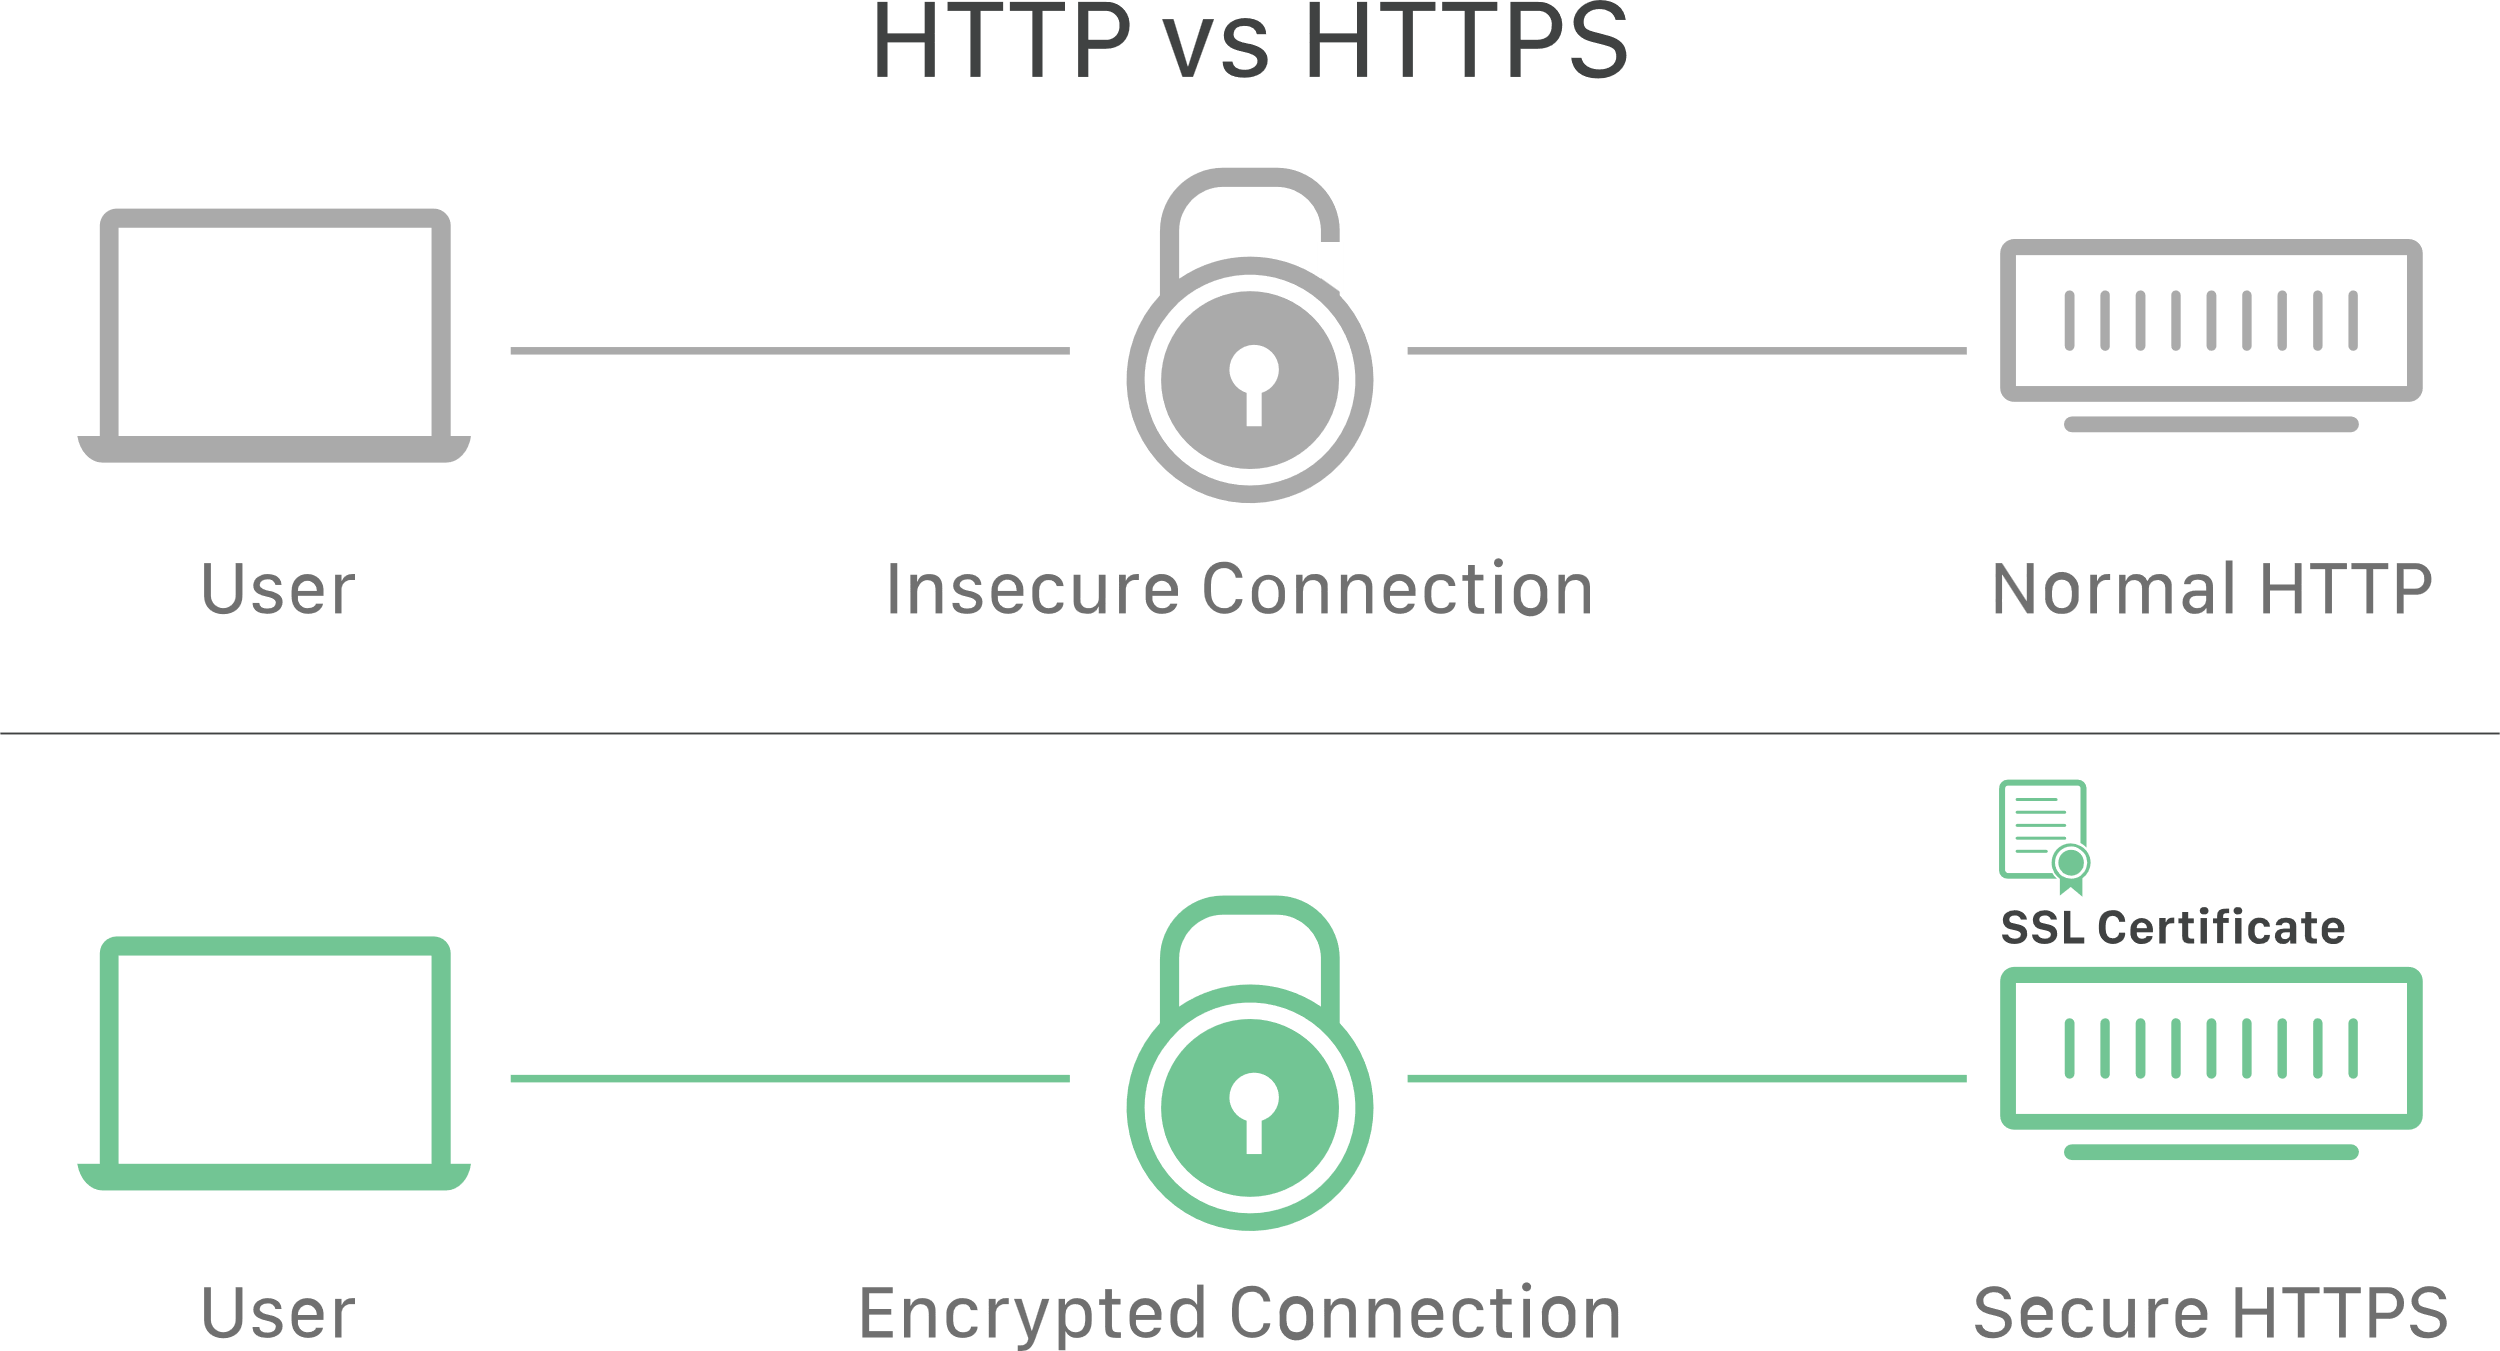 HTTP vs HTTPS
User
Insecure Connection
Normal HTTP
SSL Certificate
User
Encrypted Connection
Secure HTTPS